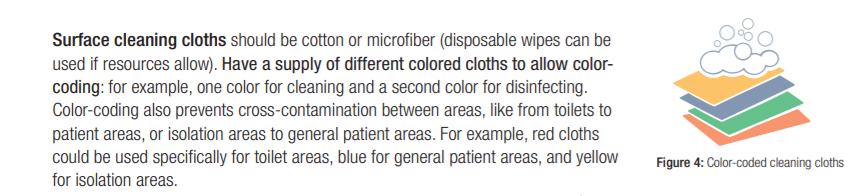 Surface cleaning cloths should be cotton or microfiber (disposable wipes can be
used if resources allow). Have a supply of different colored cloths to allow color-
coding: for example, one color for cleaning and a second color for disinfecting.
Color-coding also prevents cross-contamination between areas, like from toilets to
patient areas, or isolation areas to general patient areas. For example, red cloths
could be used specifically for toilet areas, blue for general patient areas, and yellow
for isolation areas.
Figure 4: Color-coded cleaning cloths